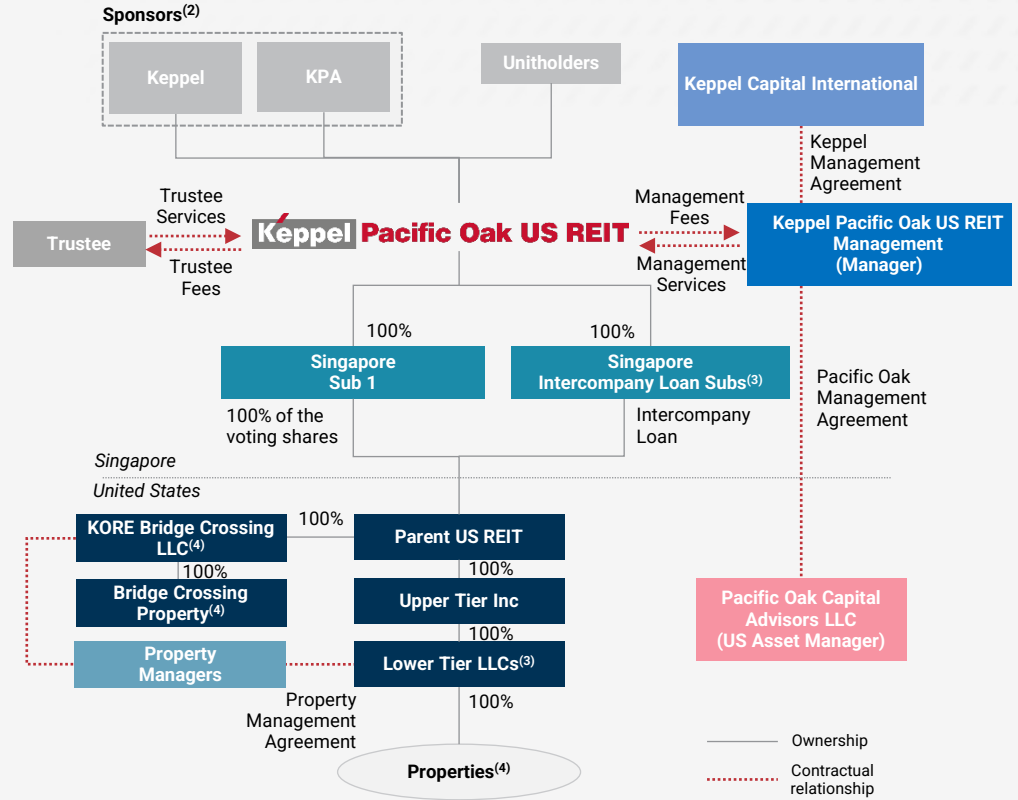 Sponsors(2)
Keppel
KPA
Unitholders
Keppel Capital International
Keppel
Management
Agreement
Trustee
Services
Trustee
Trustee
Fees
Keppel Pacific Oak US REIT
Management
Fees
Management
Services
Keppel Pacific Oak US REIT
Management
(Manager)
100%
100%
Singapore
Sub 1
Singapore
Intercompany Loan Subs(3)
100% of the
voting shares
Intercompany
Loan
Pacific Oak
Management
Agreement
Singapore
United States
KORE Bridge Crossing
LLC(4)
100%
Parent US REIT
100%
100%
Bridge Crossing
Property(4)
Upper Tier Inc
100%
Pacific Oak Capital
Advisors LLC
(US Asset Manager)
Property
Managers
Lower Tier LLCs(3)
Property
Management
Agreement
100%
Properties(4)
Ownership
Contractual
relationship